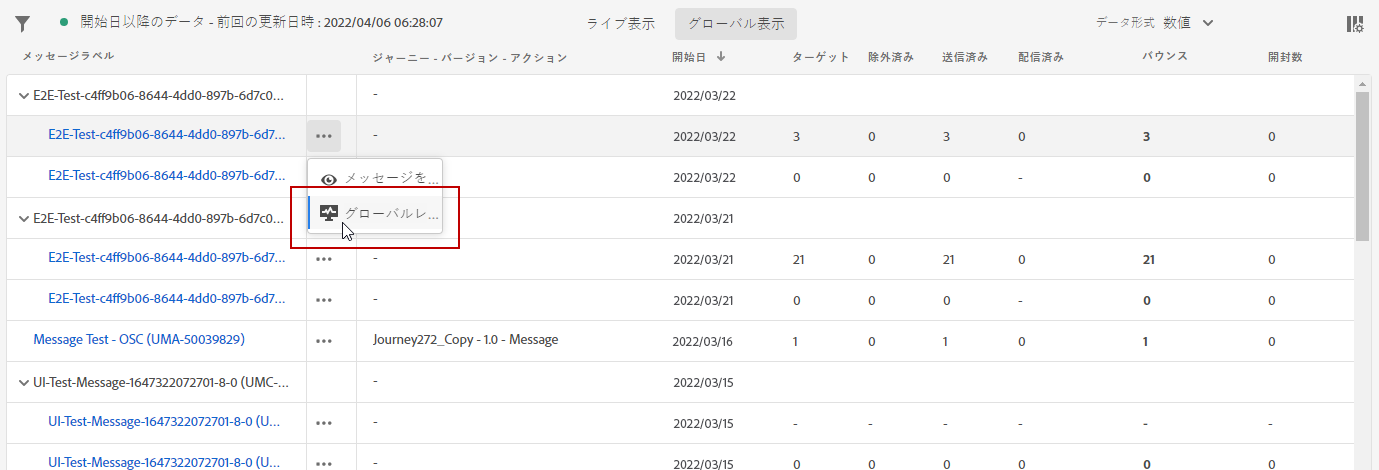 開始日以降のデータ - 前回の更新日時 : 2022/04/06 06:28:07 ライブ表示 グローバル表示 データ形式 数値
メッセージラベル ジャーニー - バージョン - アクション 開始日 ターゲット 除外済み 送信済み 配信済み バウンス 開封数
E2E-Test-c4ff9b06-8644-4dd0-897b-6d7c0... - 2022/03/22
E2E-Test-c4ff9b06-8644-4dd0-897b-6d7... - 2022/03/22 3 0 3 0 3 0
E2E-Test-c4ff9b06-8644-4dd0-897b-6d7... 2022/03/22 0 0 0 - 0 0
メッセージを...
グローバルレ...
E2E-Test-c4ff9b06-8644-4dd0-897b-6d7c0... 2022/03/21
E2E-Test-c4ff9b06-8644-4dd0-897b-6d7... - 2022/03/21 21 0 21 0 21 0
E2E-Test-c4ff9b06-8644-4dd0-897b-6d7... - 2022/03/21 0 0 0 - 0 0
Message Test - OSC (UMA-50039829) Journey272_Copy - 1.0 - Message 2022/03/16 1 0 1 0 1 0
UI-Test-Message-1647322072701-8-0 (UMC-... - 2022/03/15
UI-Test-Message-1647322072701-8-0 (U... - 2022/03/15 - - - - - -
UI-Test-Message-1647322072701-8-0 (U... - 2022/03/15 0 0 0 0 0 0